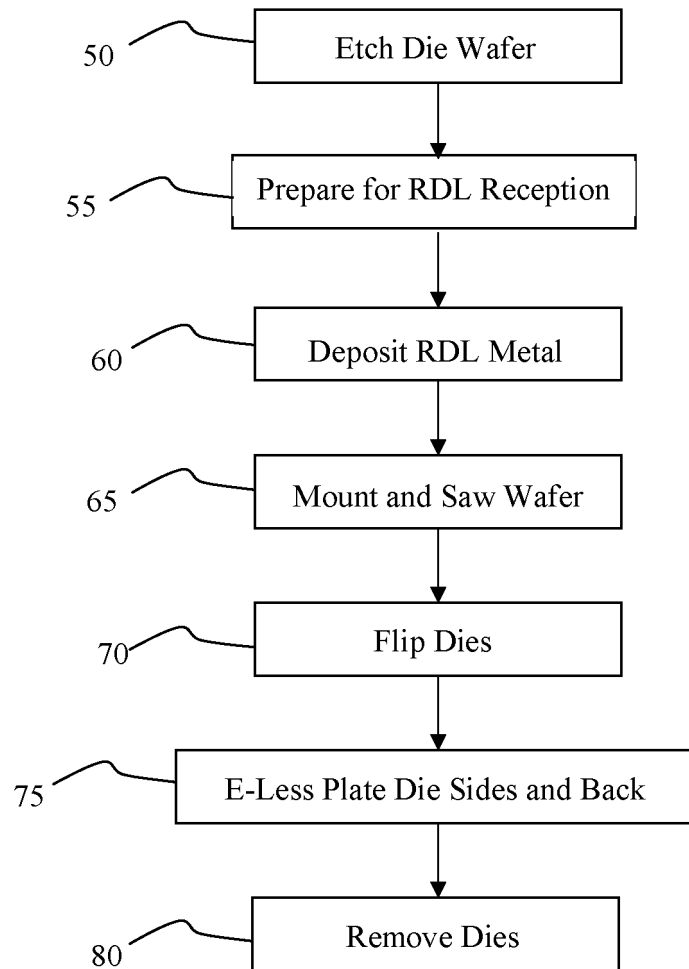 50 Etch Die Wafer
55 Prepare for RDL Reception
60 Deposit RDL Metal
65 Mount and Saw Wafer
70 Flip Dies
75 E-Less Plate Die Sides and Back
80 Remove Dies